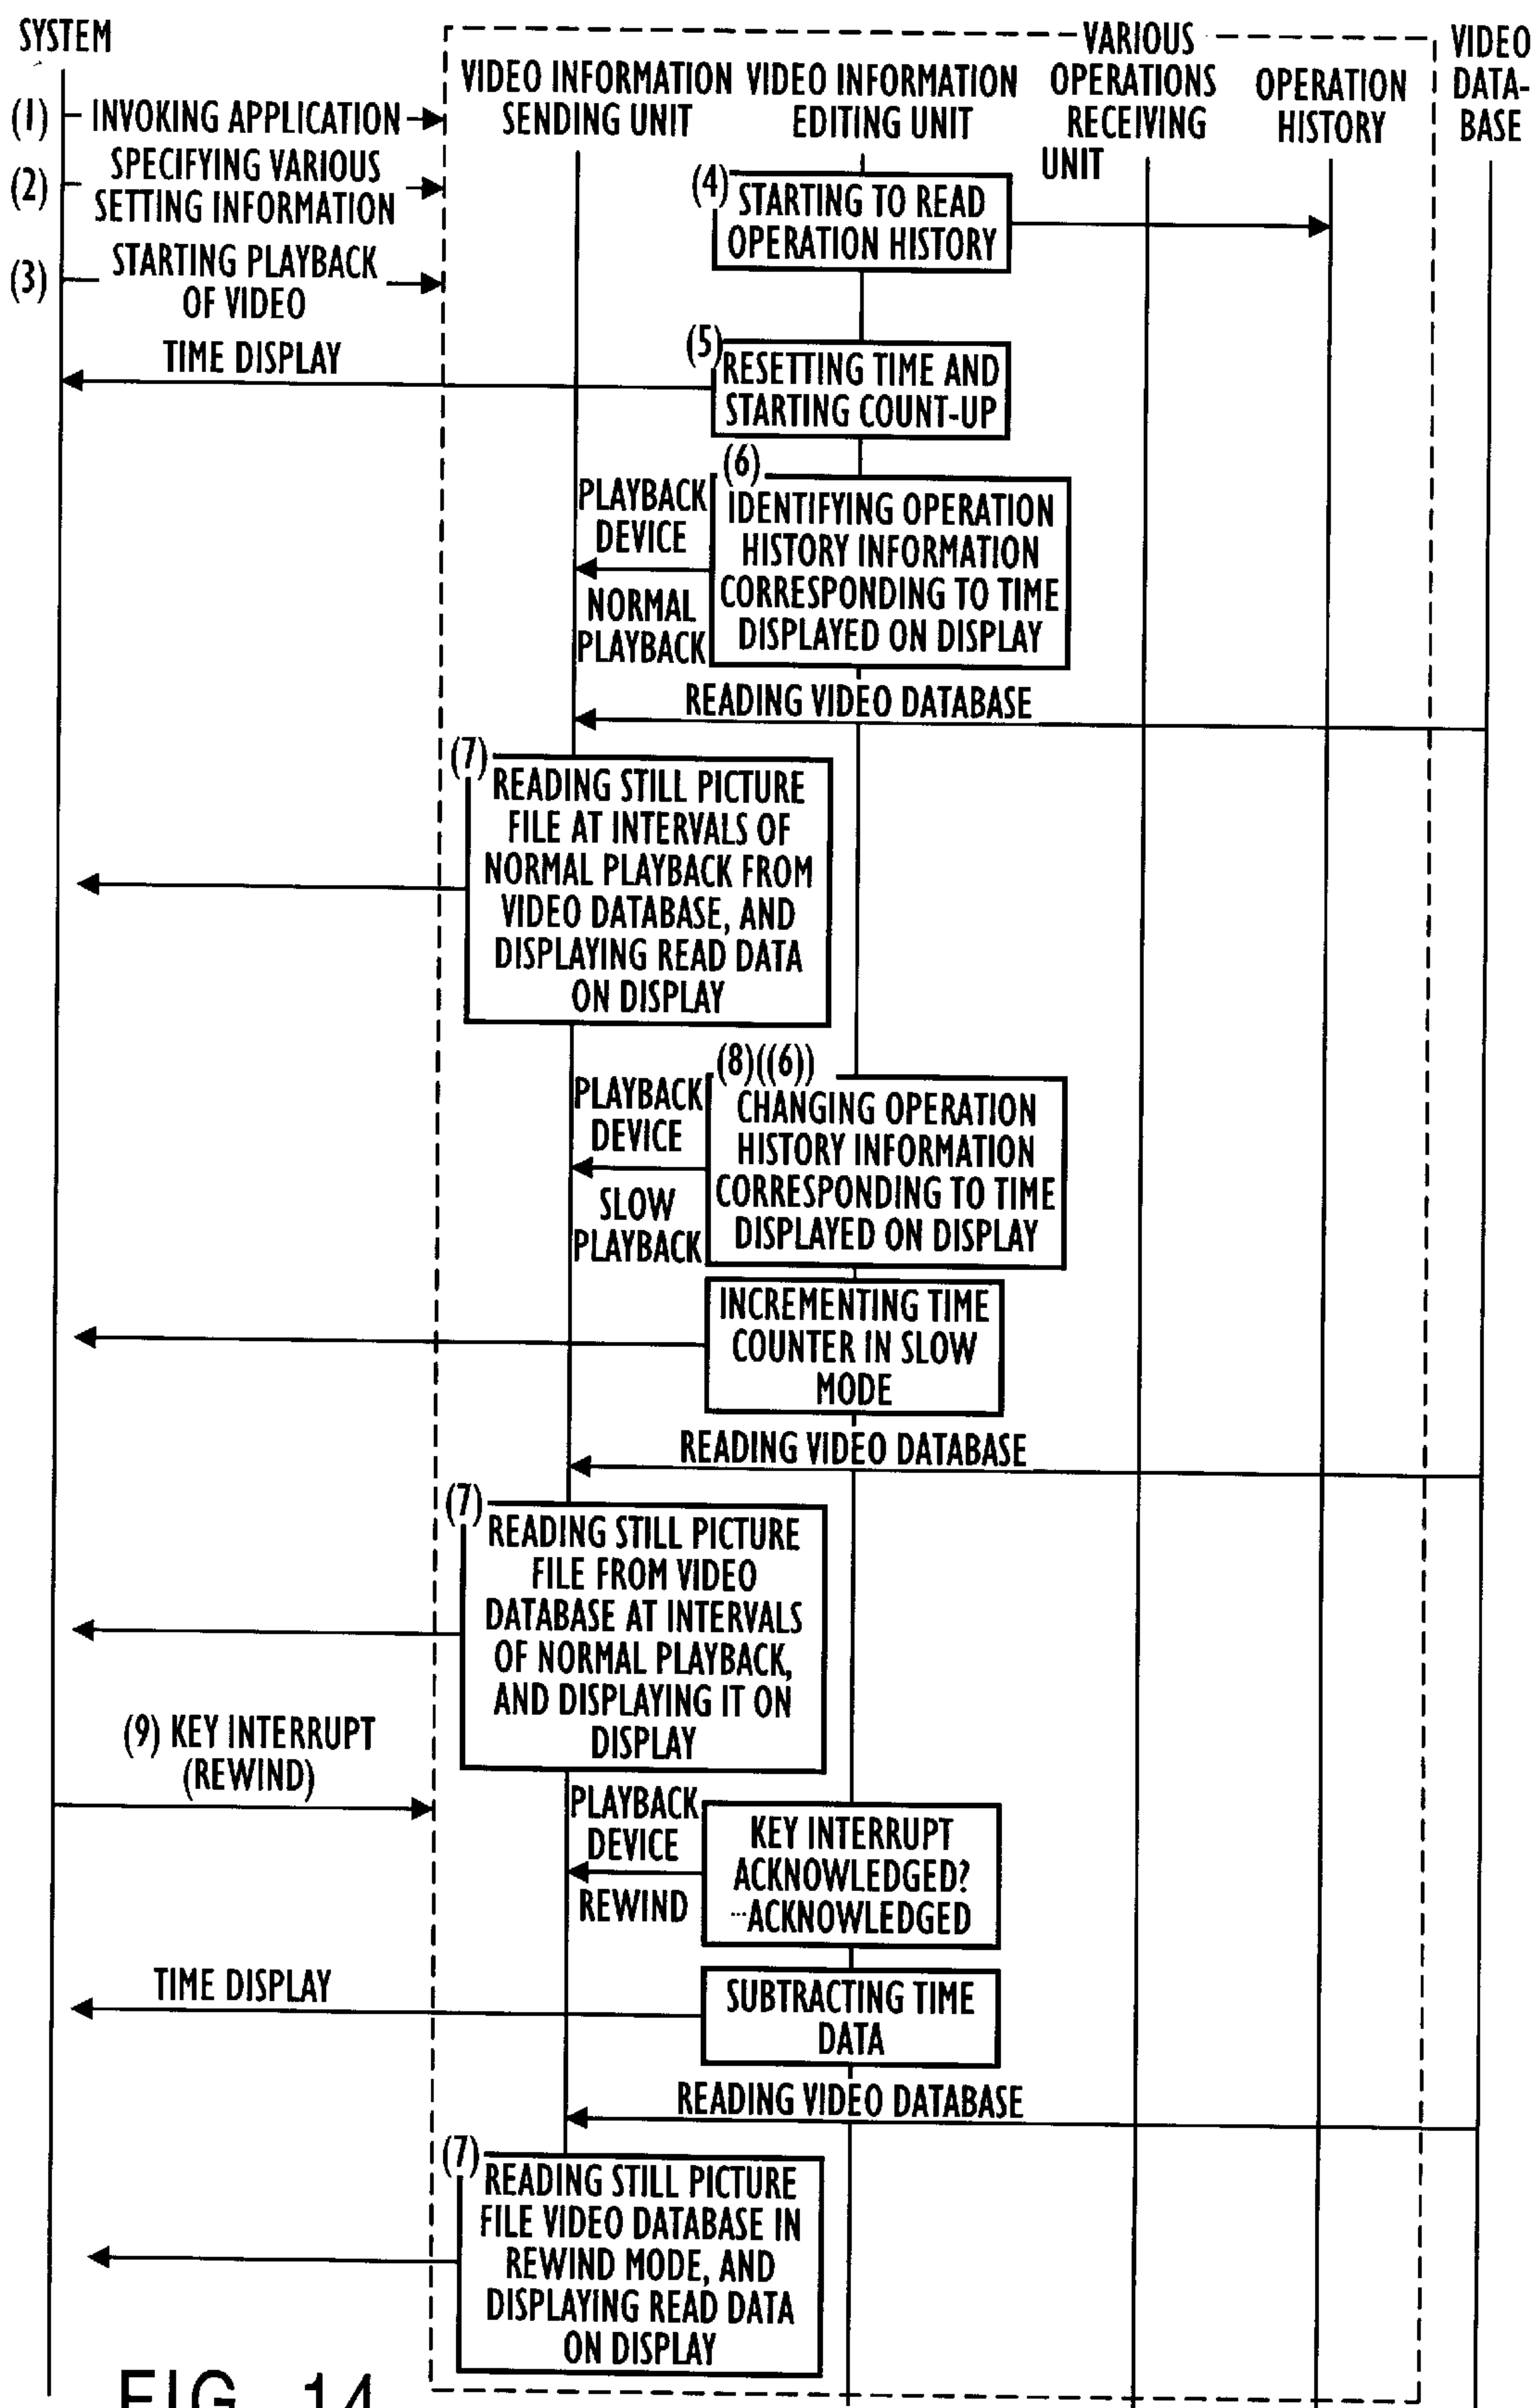 SYSTEM
VIDEO INFORMATION
SENDING UNIT
VIDEO INFORMATION
EDITING UNIT
VARIOUS
OPERATIONS
RECEIVING
UNIT
OPERATION
HISTORY
VIDEO
DATA-
BASE
(1) INVOKING APPLICATION
(2) SPECIFYING VARIOUS
SETTING INFORMATION
(3) STARTING PLAYBACK
OF VIDEO
(4) STARTING TO READ
OPERATION HISTORY
TIME DISPLAY
(5) RESETTING TIME AND
STARTING COUNT-UP
PLAYBACK
DEVICE
NORMAL
PLAYBACK
(6)
IDENTIFYING OPERATION
HISTORY INFORMATION
CORRESPONDING TO TIME
DISPLAYED ON DISPLAY
READING VIDEO DATABASE
(7) READING STILL PICTURE
FILE AT INTERVALS OF
NORMAL PLAYBACK FROM
VIDEO DATABASE, AND
DISPLAYING READ DATA
ON DISPLAY
PLAYBACK
DEVICE
SLOW
PLAYBACK
(8)((6))
CHANGING OPERATION
HISTORY INFORMATION
CORRESPONDING TO TIME
DISPLAYED ON DISPLAY
INCREMENTING TIME
COUNTER IN SLOW
MODE
READING VIDEO DATABASE
(7) READING STILL PICTURE
FILE FROM VIDEO
DATABASE AT INTERVALS
OF NORMAL PLAYBACK,
AND DISPLAYING IT ON
DISPLAY
(9) KEY INTERRUPT
(REWIND)
PLAYBACK
DEVICE
REWIND
KEY INTERRUPT
ACKNOWLEDGED?
···ACKNOWLEDGED
TIME DISPLAY
SUBTRACTING TIME
DATA
READING VIDEO DATABASE
(7) READING STILL PICTURE
FILE VIDEO DATABASE IN
REWIND MODE, AND
DISPLAYING READ DATA
ON DISPLAY
FIG. 14